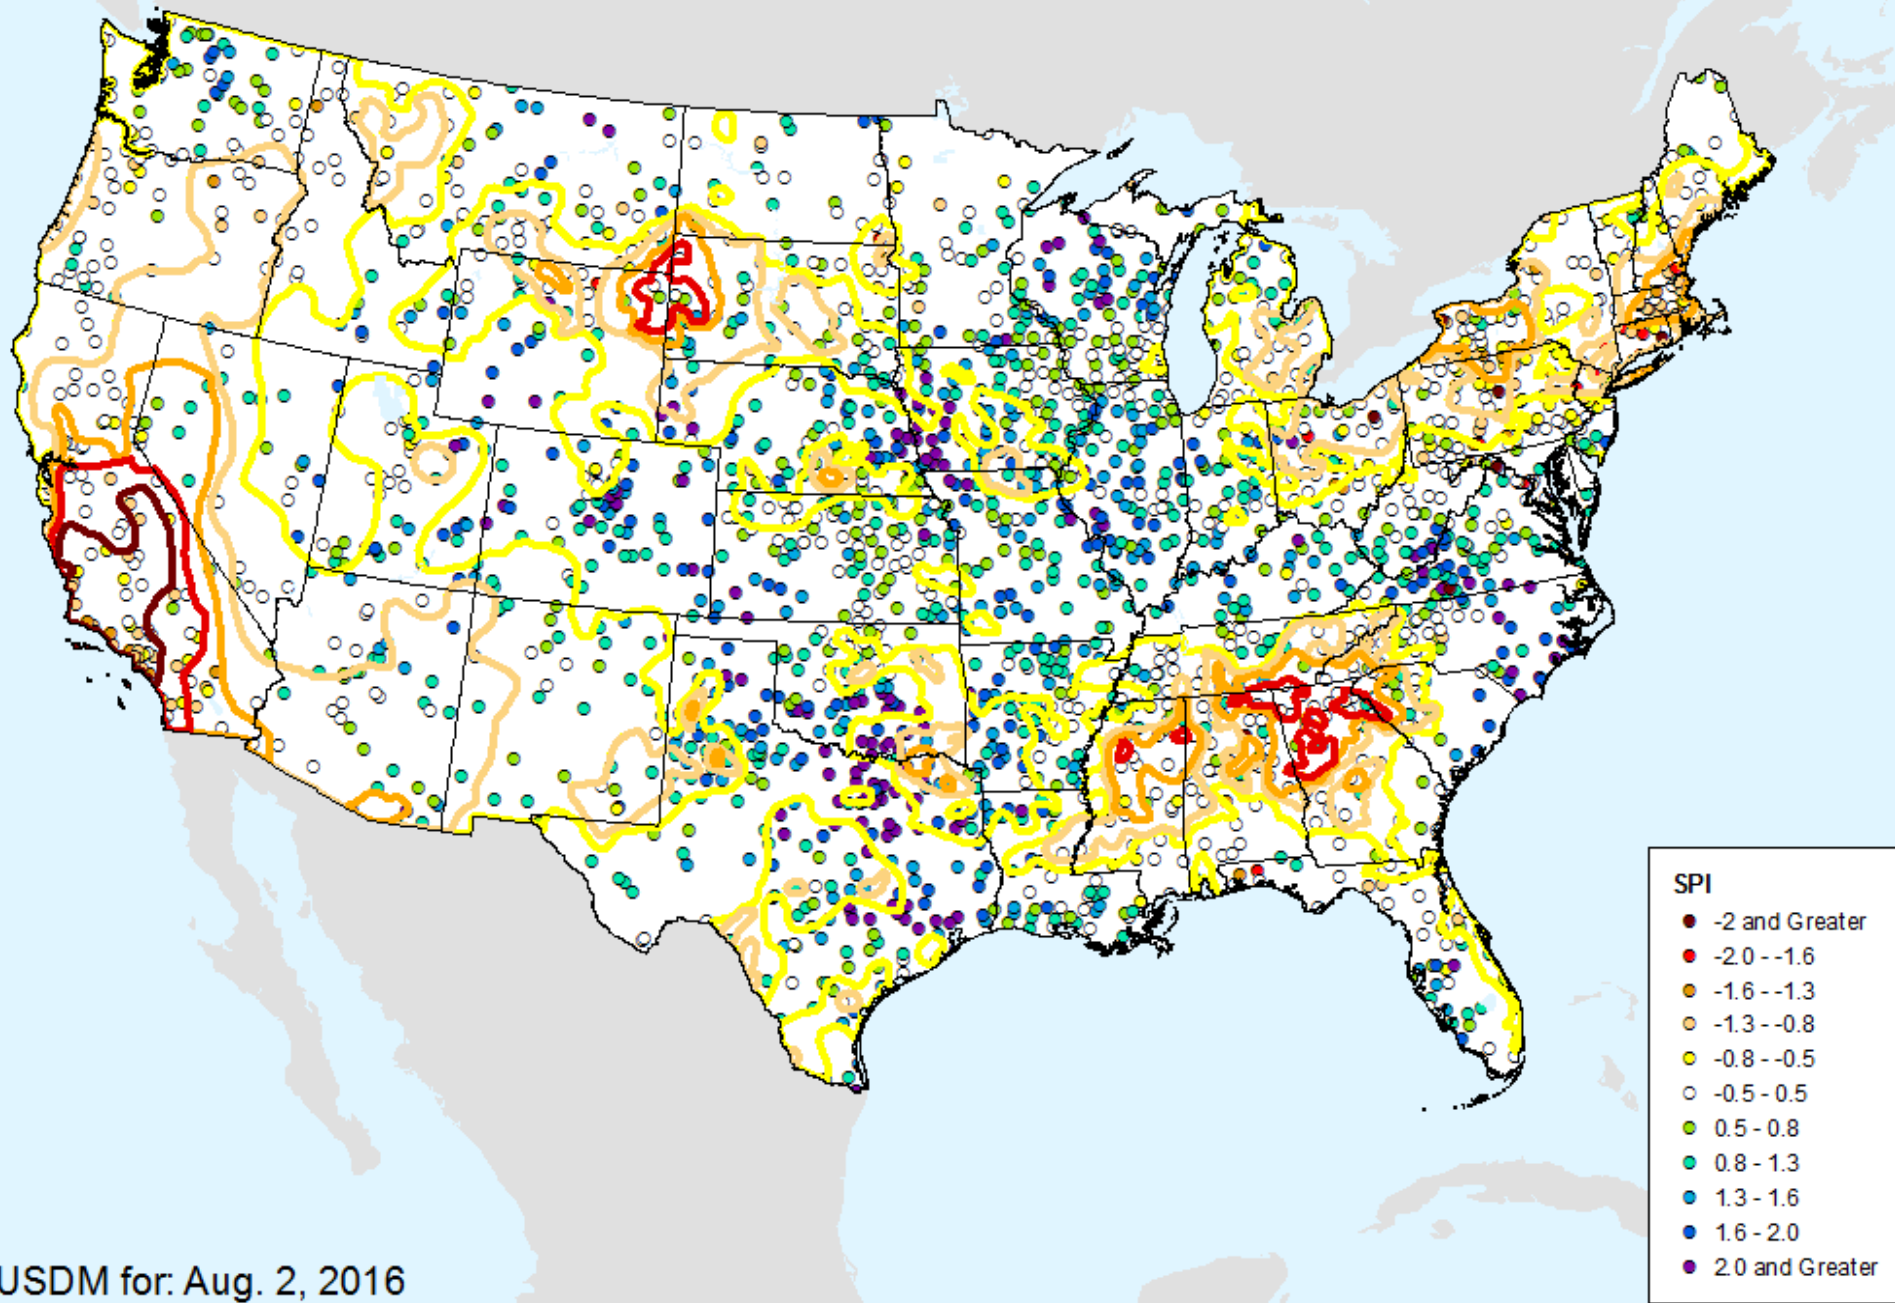 SPI
-2 and Greater
-2.0 - -1.6
-1.6 - -1.3
-1.3 - -0.8
-0.8 - -0.5
-0.5 - 0.5
0.5 - 0.8
0.8 - 1.3
1.3 - 1.6
1.6 - 2.0
2.0 and Greater
USDM for: Aug. 2, 2016